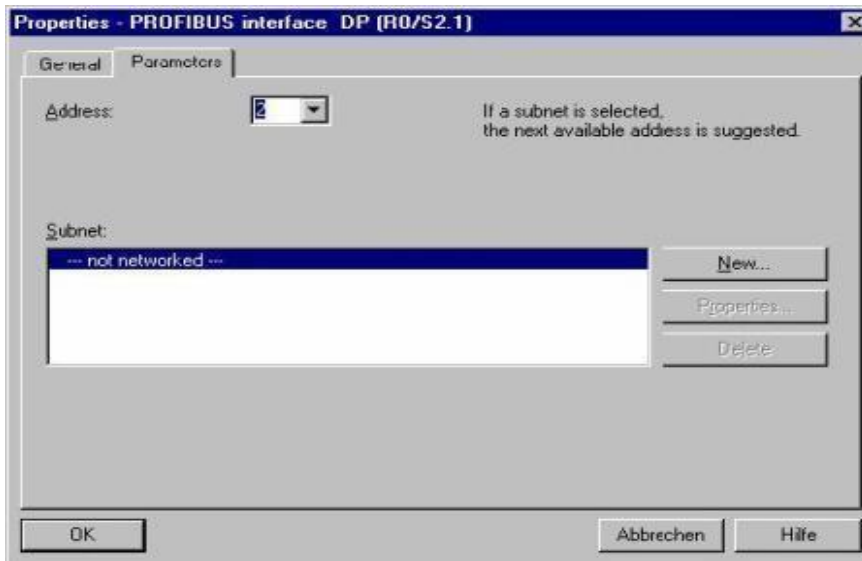 Properties - PROFIBUS interface DP (R0/S2.1)
General Parameters
Address: 2 If a subnet is selected,
the next available address is suggested.
Subnet:
--- not networked ---
New...
Properties...
Delete
OK Abbrechen Hilfe